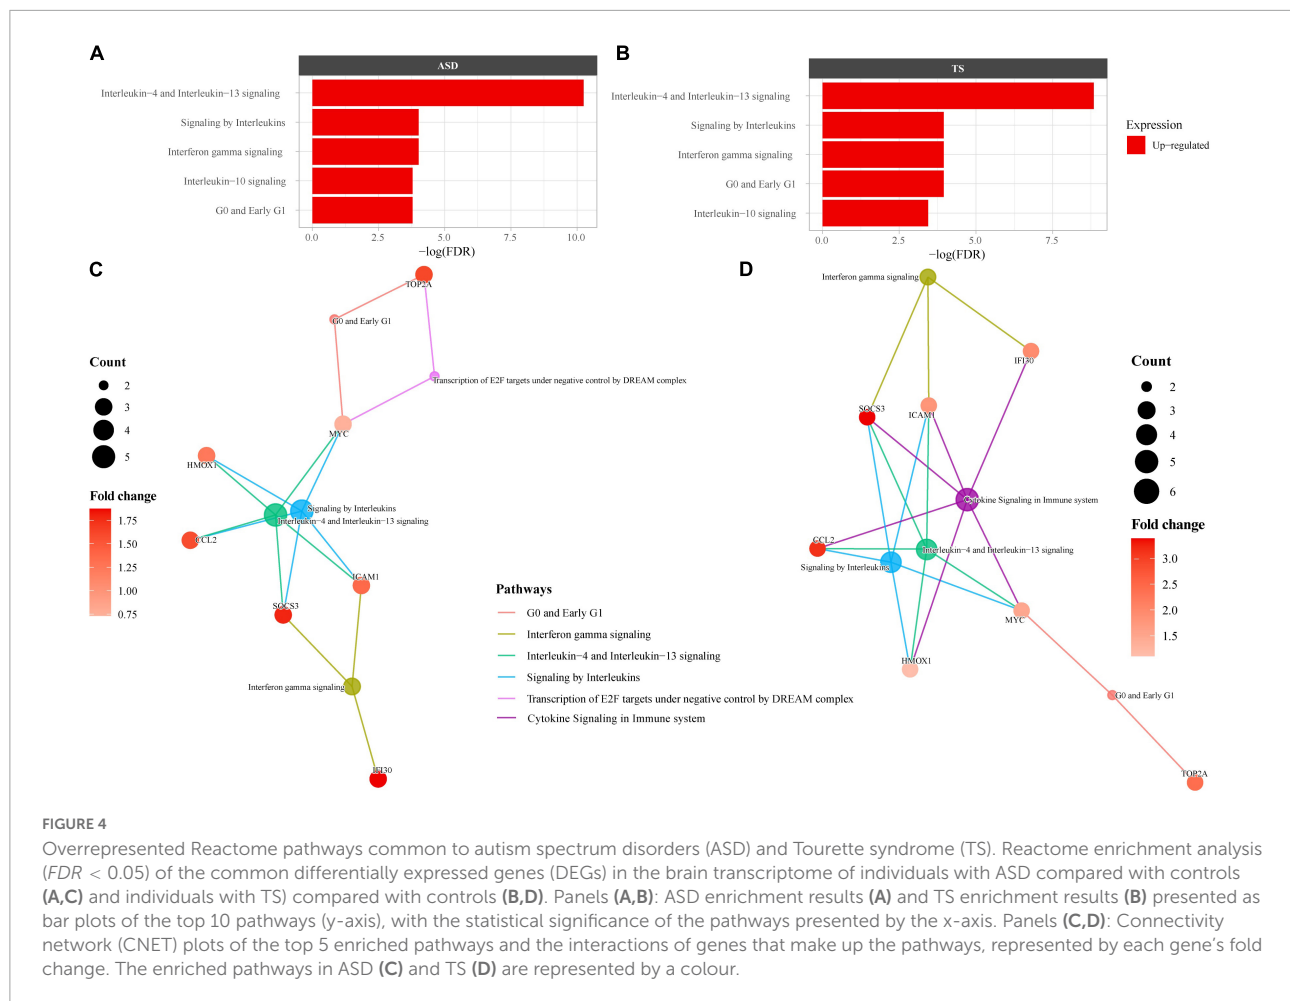 A
ASD
Interleukin−4 and Interleukin−13 signaling
Signaling by Interleukins
Interferon gamma signaling
Interleukin−10 signaling
G0 and Early G1
0.0 2.5 5.0 7.5 10.0
−log(FDR)
B
TS
Interleukin−4 and Interleukin−13 signaling
Signaling by Interleukins
Interferon gamma signaling
G0 and Early G1
Interleukin−10 signaling
0.0 2.5 5.0 7.5
−log(FDR)
Expression
Up−regulated
C
TOP2A
G0 and Early G1
Transcription of E2F targets under negative control by DREAM complex
MYC
HMOX1
Signaling by Interleukins
Interleukin−4 and Interleukin−13 signaling
CCL2
ICAM1
SOCS3
Interferon gamma signaling
IFI30
Count
2
3
4
5
Fold change
1.75
1.50
1.25
1.00
0.75
Pathways
G0 and Early G1
Interferon gamma signaling
Interleukin−4 and Interleukin−13 signaling
Signaling by Interleukins
Transcription of E2F targets under negative control by DREAM complex
Cytokine Signaling in Immune system
D
Interferon gamma signaling
IFI30
SOCS3
ICAM1
Cytokine Signaling in Immune system
CCL2
Interleukin−4 and Interleukin−13 signaling
Signaling by Interleukins
MYC
HMOX1
G0 and Early G1
TOP2A
Count
2
3
4
5
6
Fold change
3.0
2.5
2.0
1.5
FIGURE 4
Overrepresented Reactome pathways common to autism spectrum disorders (ASD) and Tourette syndrome (TS). Reactome enrichment analysis
(FDR < 0.05) of the common differentially expressed genes (DEGs) in the brain transcriptome of individuals with ASD compared with controls
(A,C) and individuals with TS) compared with controls (B,D). Panels (A,B): ASD enrichment results (A) and TS enrichment results (B) presented as
bar plots of the top 10 pathways (y-axis), with the statistical significance of the pathways presented by the x-axis. Panels (C,D): Connectivity
network (CNET) plots of the top 5 enriched pathways and the interactions of genes that make up the pathways, represented by each gene’s fold
change. The enriched pathways in ASD (C) and TS (D) are represented by a colour.